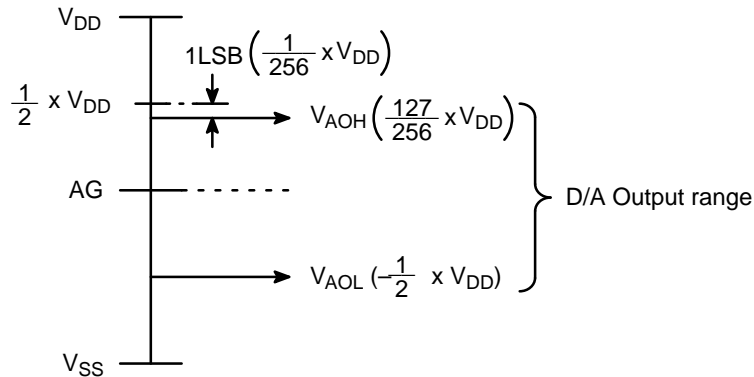 VDD
1LSB (1/256 x VDD)
1/2 x VDD
VAOH (127/256 x VDD)
AG
D/A Output range
VAOL (–1/2 x VDD)
VSS